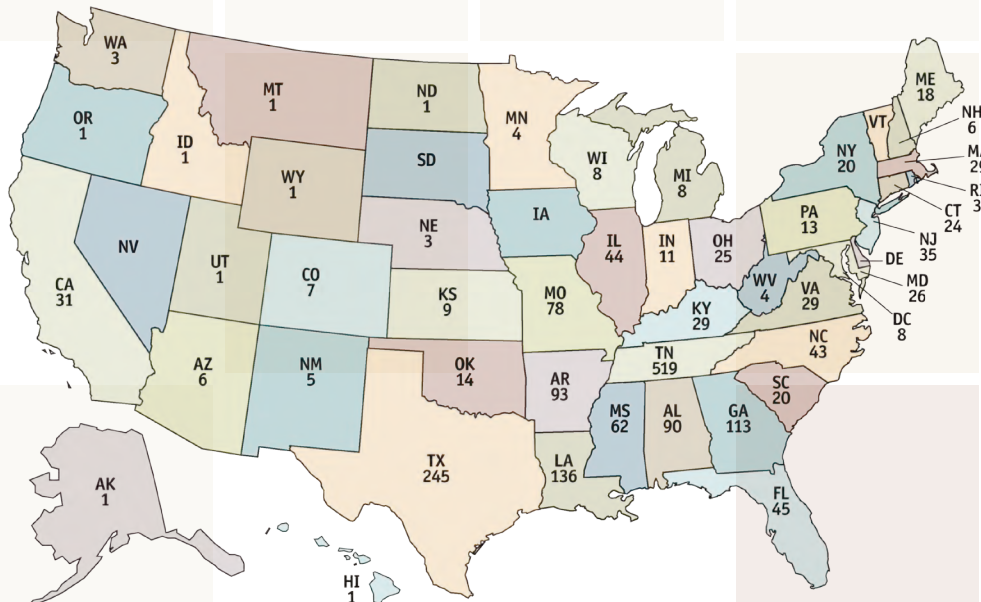 WA
3
OR
1
ID
1
MT
1
ND
1
MN
4
SD
WY
1
NV
UT
1
CA
31
CO
7
NE
3
IA
KS
9
MO
78
WI
8
MI
8
IL
44
IN
11
OH
25
KY
29
WV
4
VA
29
PA
13
NY
20
VT
ME
18
NH
6
29
RI
3
CT
24
NJ
35
DE
MD
26
DC
8
NC
43
TN
519
SC
20
AZ
6
NM
5
OK
14
AR
93
MS
62
AL
90
GA
113
TX
245
LA
136
FL
45
AK
1
HI
1